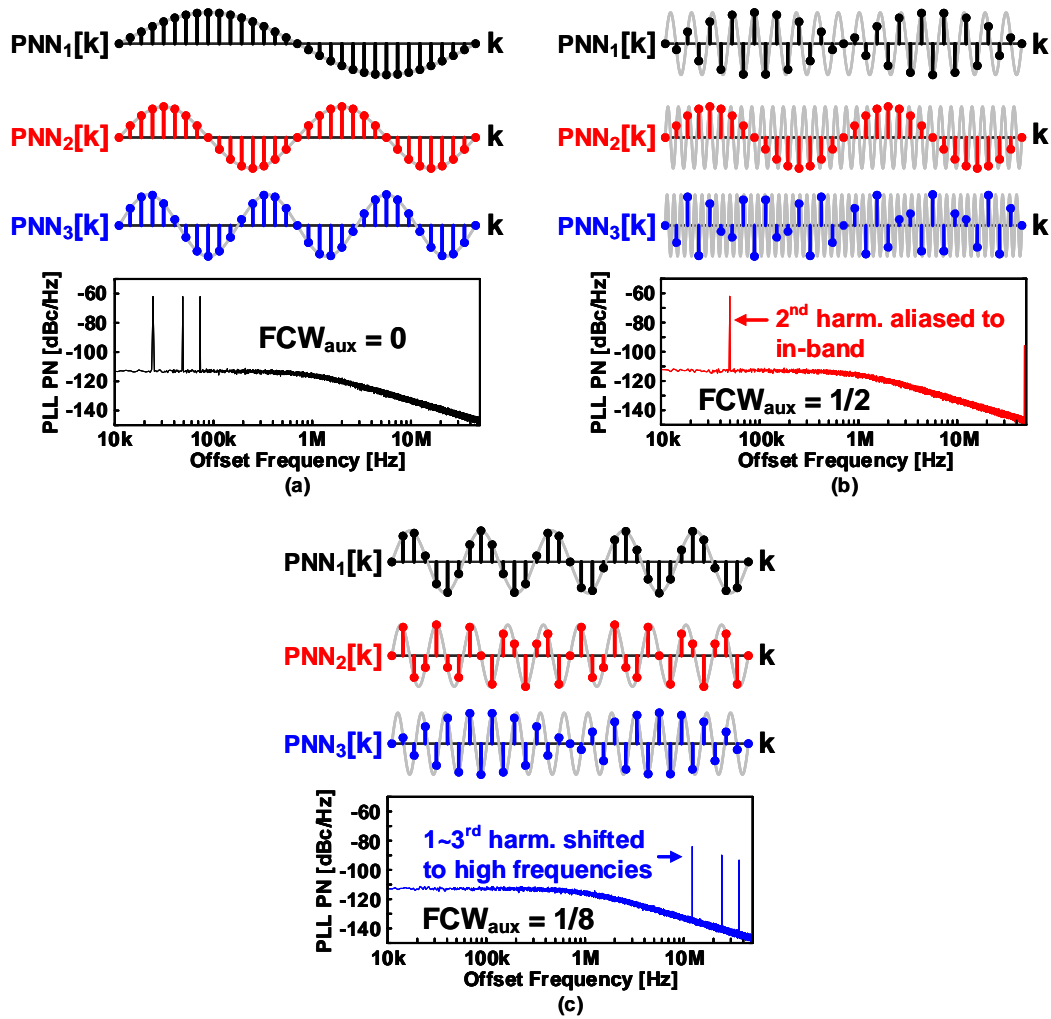 PNN1[k] k
PNN2[k] k
PNN3[k] k
PLL PN [dBc/Hz]
-60
-80
-100
-120
-140
FCWaux = 0
10k 100k 1M 10M
Offset Frequency [Hz]
(a)
PNN1[k] k
PNN2[k] k
PNN3[k] k
PLL PN [dBc/Hz]
-60
-80
-100
-120
-140
2nd harm. aliased to
in-band
FCWaux = 1/2
10k 100k 1M 10M
Offset Frequency [Hz]
(b)
PNN1[k] k
PNN2[k] k
PNN3[k] k
PLL PN [dBc/Hz]
-60
-80
-100
-120
-140
1~3rd harm. shifted
to high frequencies
FCWaux = 1/8
10k 100k 1M 10M
Offset Frequency [Hz]
(c)